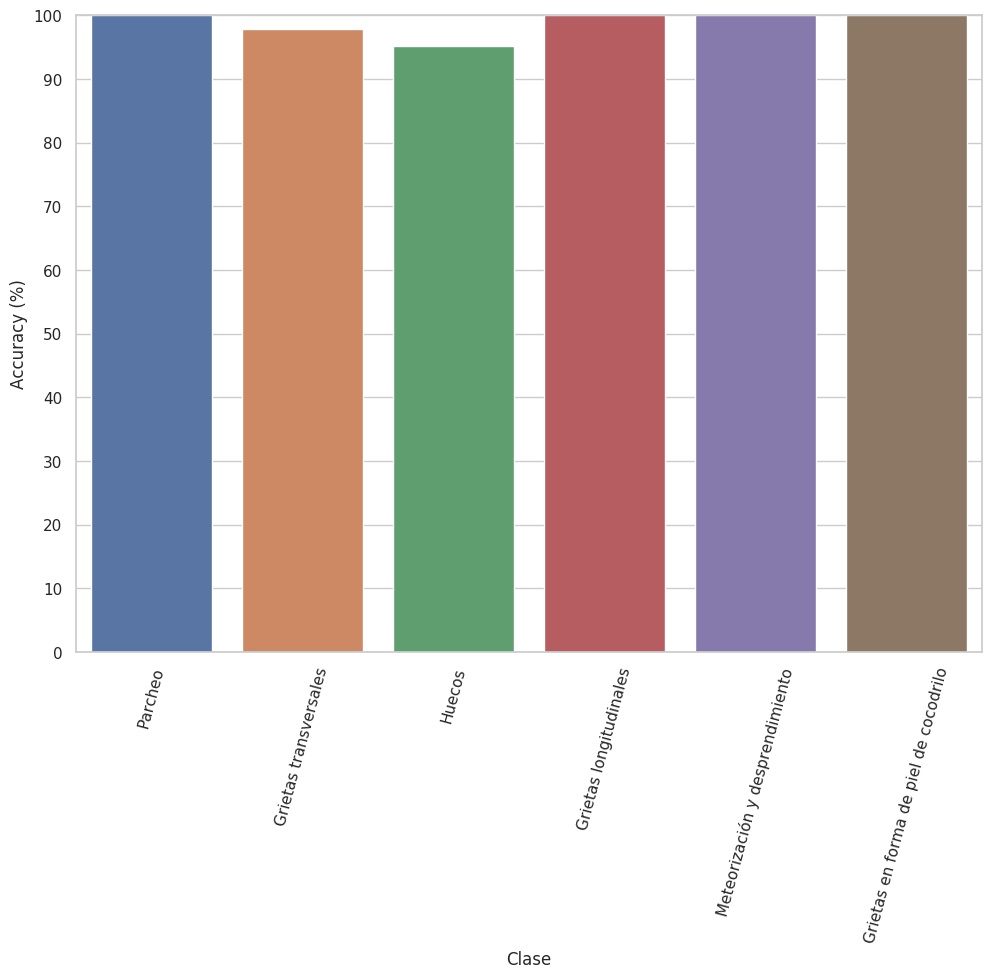 100
90
80
70
60
50
40
30
20
10
0
Accuracy (%)
Parcheo
Grietas transversales
Huecos
Grietas longitudinales
Meteorización y desprendimiento
Grietas en forma de piel de cocodrilo
Clase